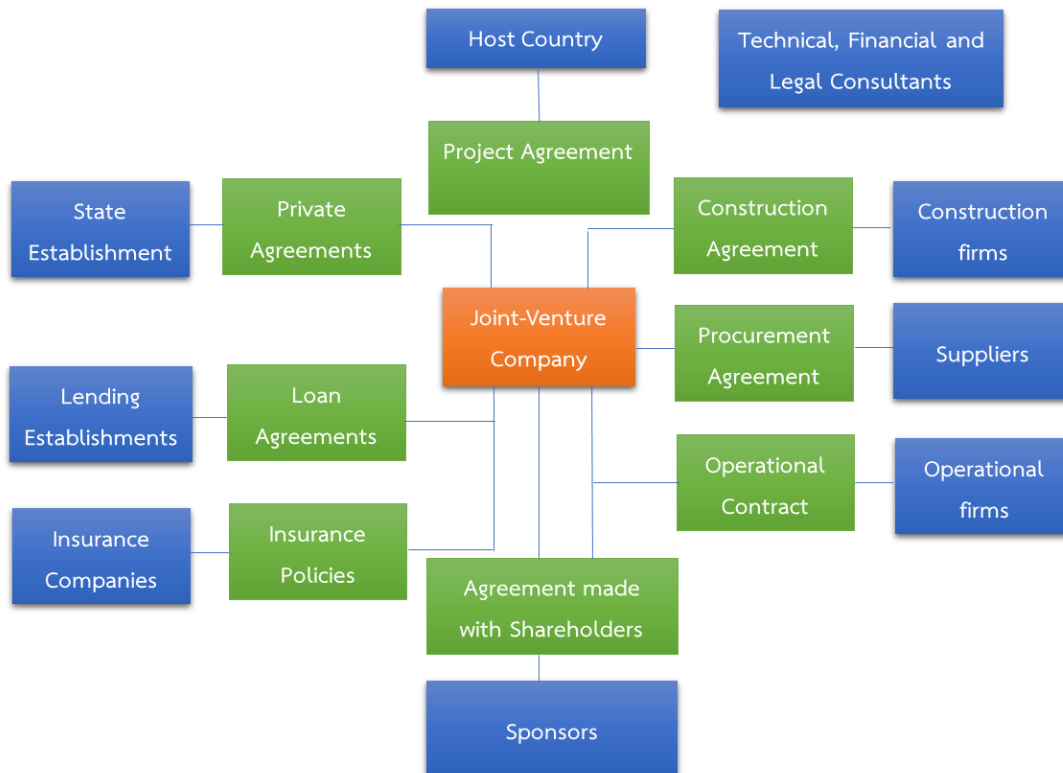 Host Country
Technical, Financial and
Legal Consultants
Project Agreement
State
Establishment
Private
Agreements
Construction
Agreement
Construction
firms
Joint-Venture
Company
Procurement
Agreement
Suppliers
Lending
Establishments
Loan
Agreements
Operational
Contract
Operational
firms
Insurance
Companies
Insurance
Policies
Agreement made
with Shareholders
Sponsors